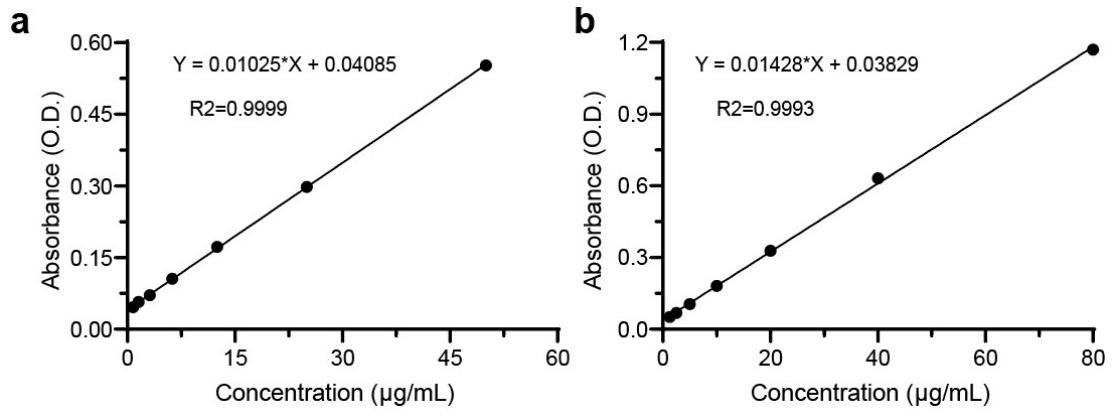 a
Y = 0.01025*X + 0.04085
R2=0.9999
Absorbance (O.D.)
0.60
0.45
0.30
0.15
0.00
0 15 30 45 60
Concentration (µg/mL)
b
Y = 0.01428*X + 0.03829
R2=0.9993
Absorbance (O.D.)
1.2
0.9
0.6
0.3
0.0
0 20 40 60 80
Concentration (µg/mL)